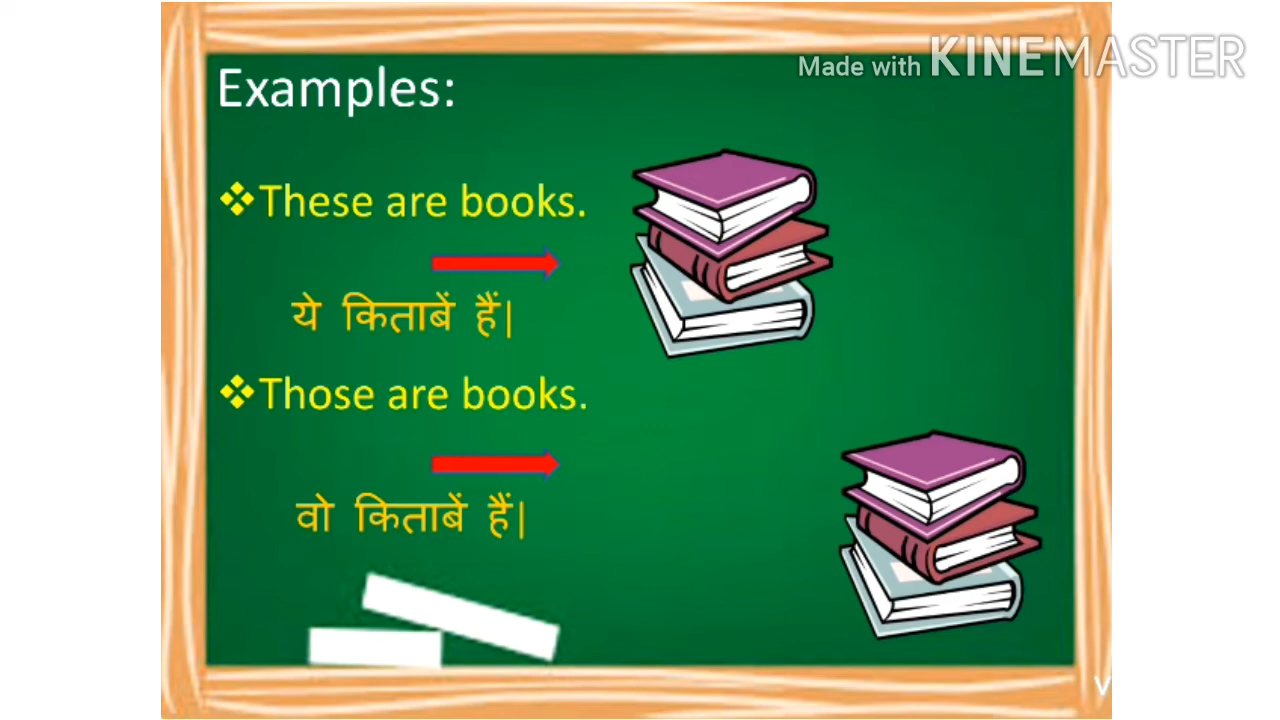 Made with KINEMASTER
Examples:
❖These are books.
ये किताबें हैं|
❖Those are books.
वो किताबें हैं|
V